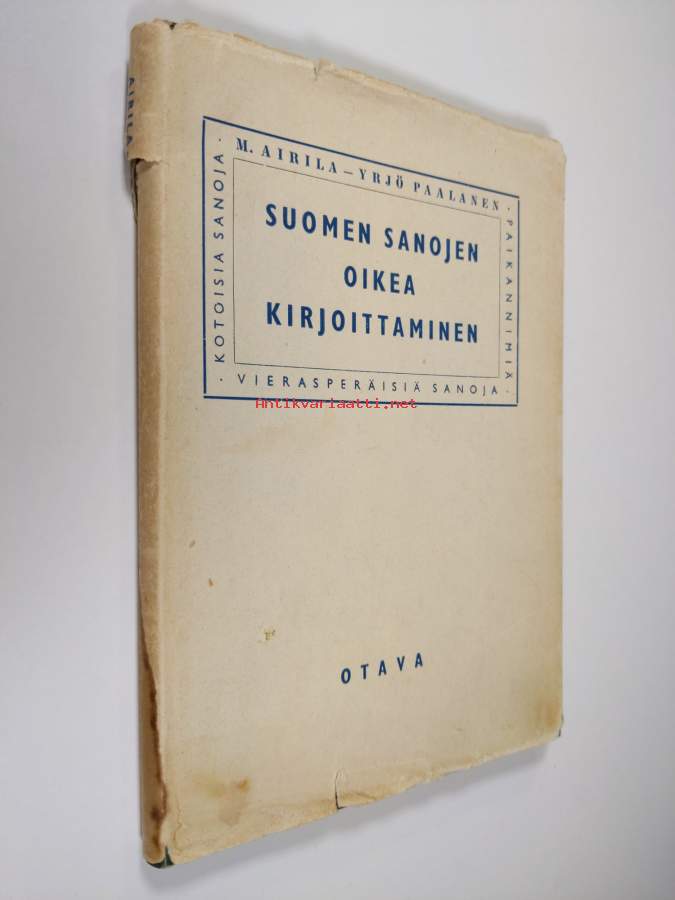 AIRILA
M. AIRILA – YRJÖ PAALANEN
· KOTOISIA SANOJA ·
· PAIKANNIMIÄ ·
SUOMEN SANOJEN
OIKEA
KIRJOITTAMINEN
· VIERASPERÄISIÄ SANOJA ·
Antikvariaatti.net
OTAVA